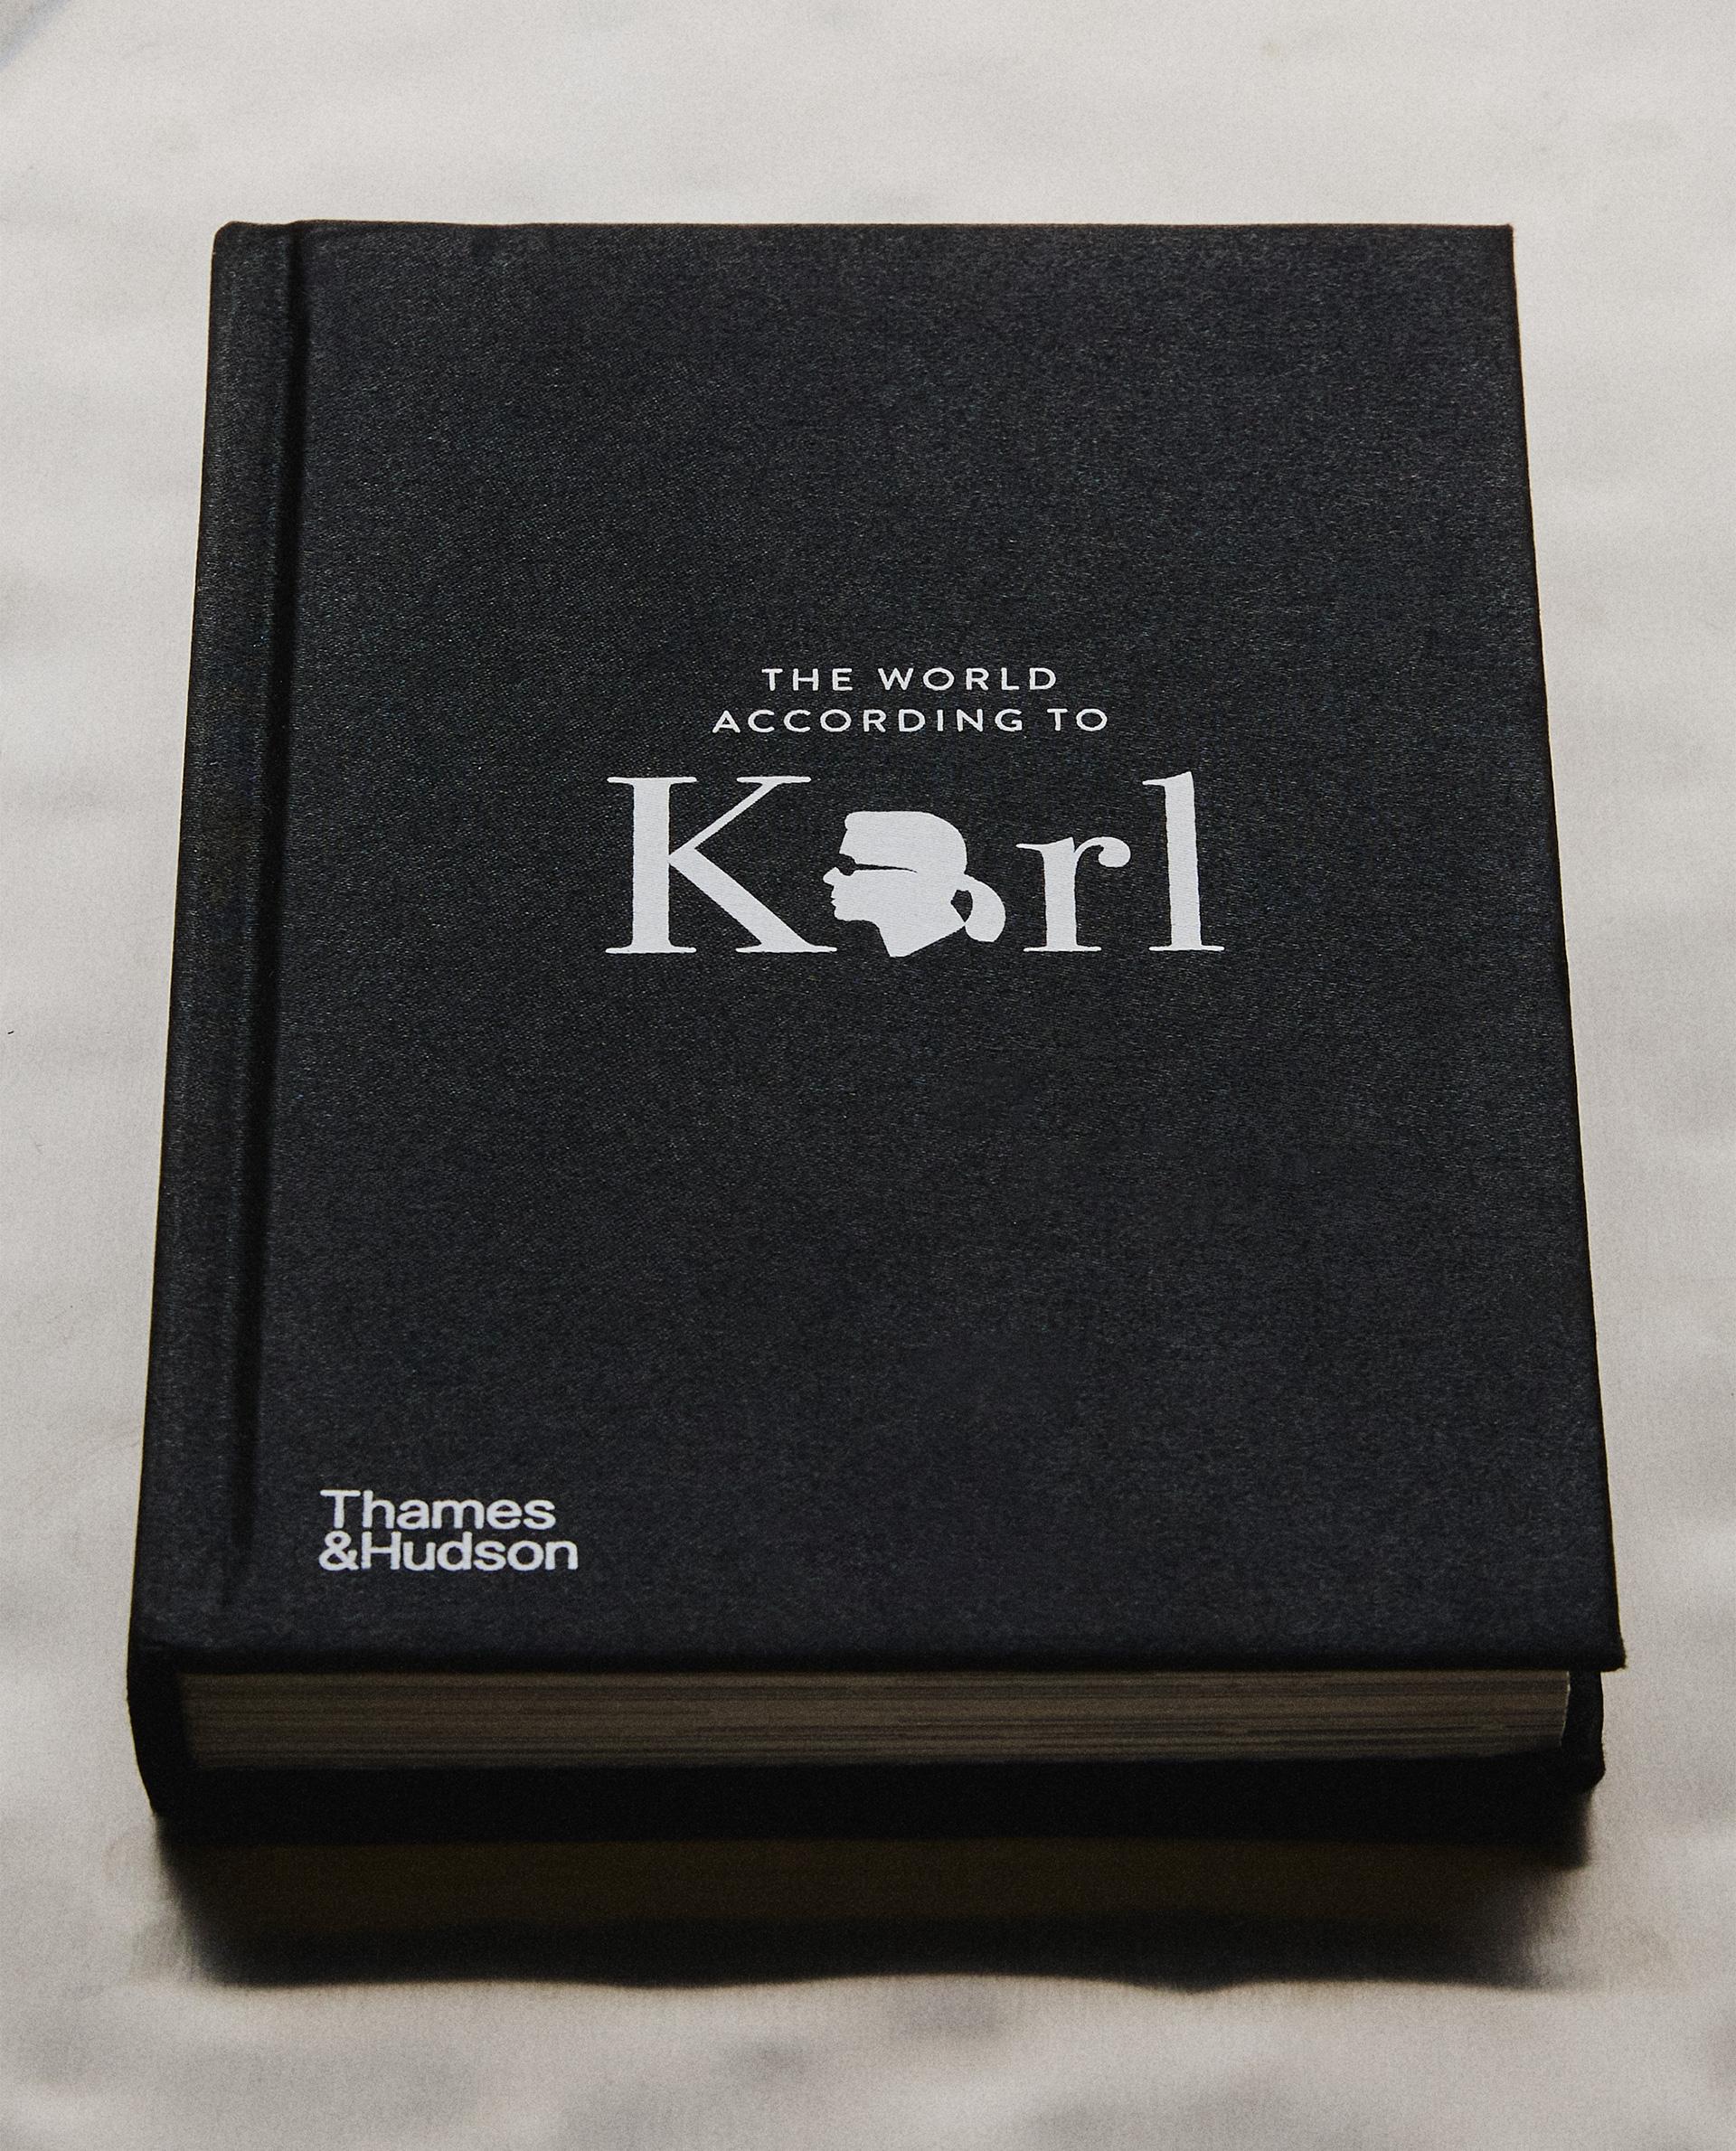 THE WORLD
ACCORDING TO
Karl
Thames
&Hudson